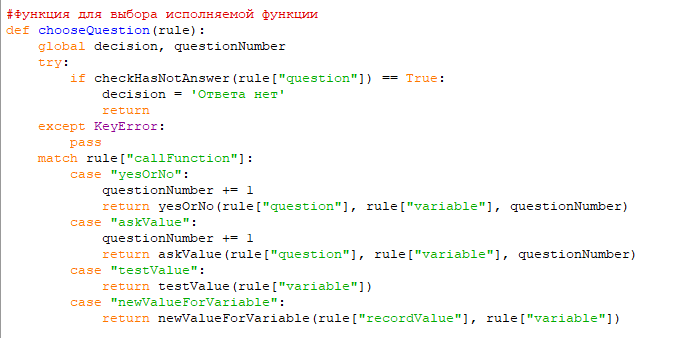 #Функция для выбора исполняемой функции
def chooseQuestion(rule):
    global decision, questionNumber
    try:
        if checkHasNotAnswer(rule["question"]) == True:
            decision = 'Ответа нет'
            return
    except KeyError:
        pass
    match rule["callFunction"]:
        case "yesOrNo":
            questionNumber += 1
            return yesOrNo(rule["question"], rule["variable"], questionNumber)
        case "askValue":
            questionNumber += 1
            return askValue(rule["question"], rule["variable"], questionNumber)
        case "testValue":
            return testValue(rule["variable"])
        case "newValueForVariable":
            return newValueForVariable(rule["recordValue"], rule["variable"])